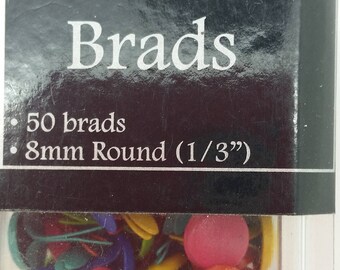 Brads
• 50 brads
• 8mm Round (1/3”)